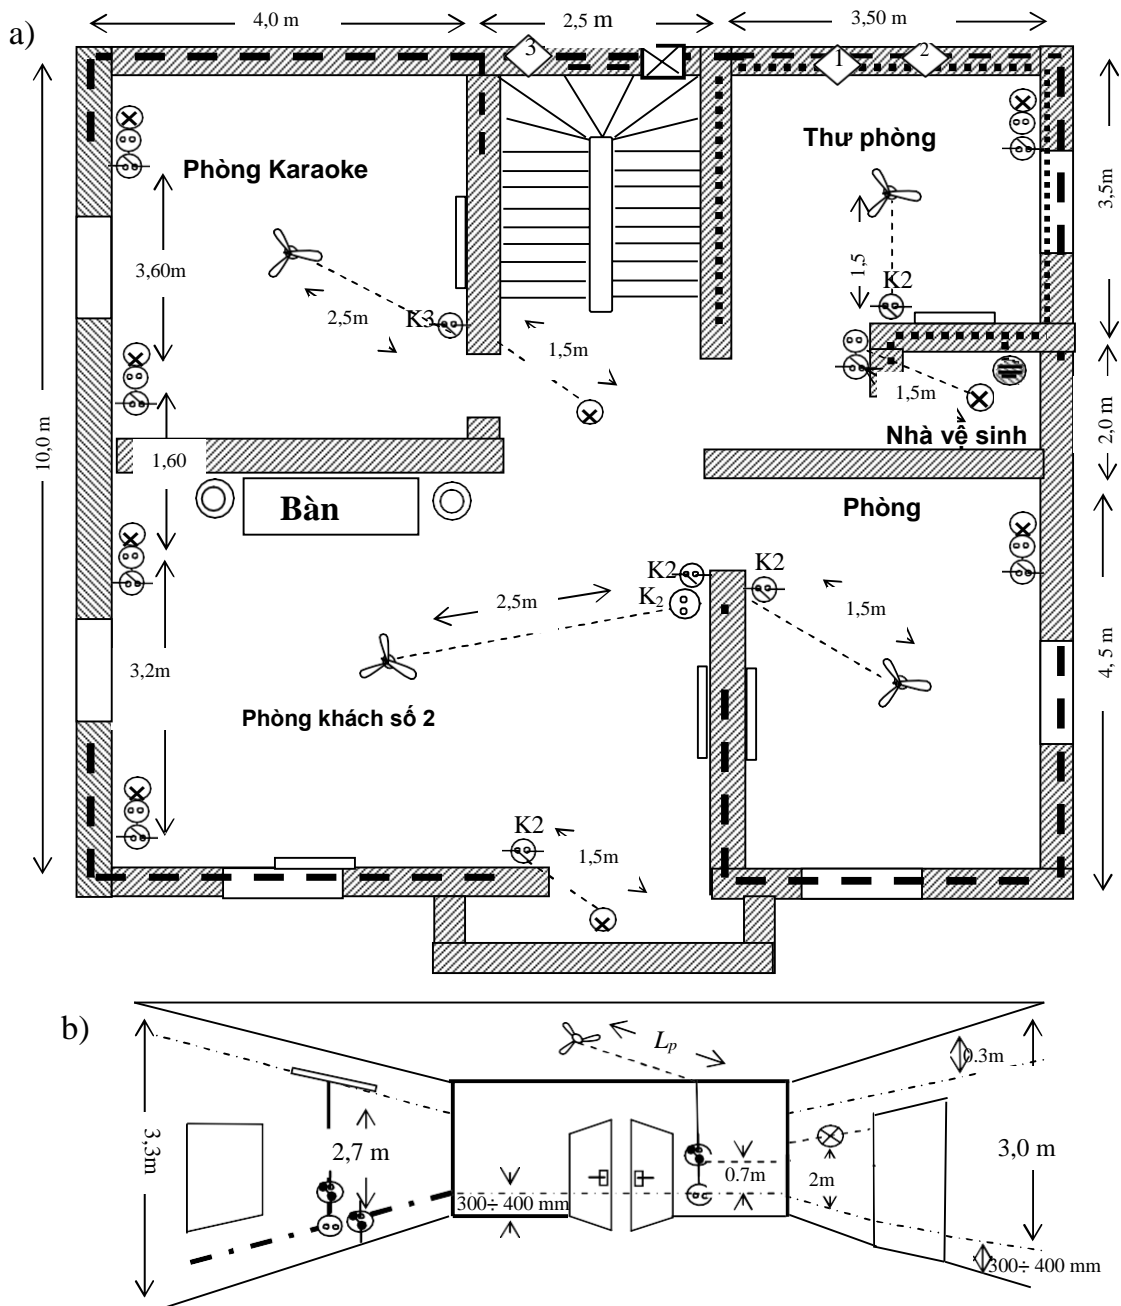 a)
4,0 m
2,5 m
3,50 m
3
1
2
Phòng Karaoke
Thư phòng
3,5m
3,60m
1,5
K2
2,5m
K3
1,5m
1,5m
10,0 m
2,0 m
1,60
Nhà vệ sinh
Bàn
Phòng
K2
K2
K2
2,5m
1,5m
3,2m
4, 5 m
Phòng khách số 2
K2
1,5m
b)
Lp
0.3m
3,3m
2,7 m
3,0 m
0.7m
2m
300÷ 400 mm
300÷ 400 mm